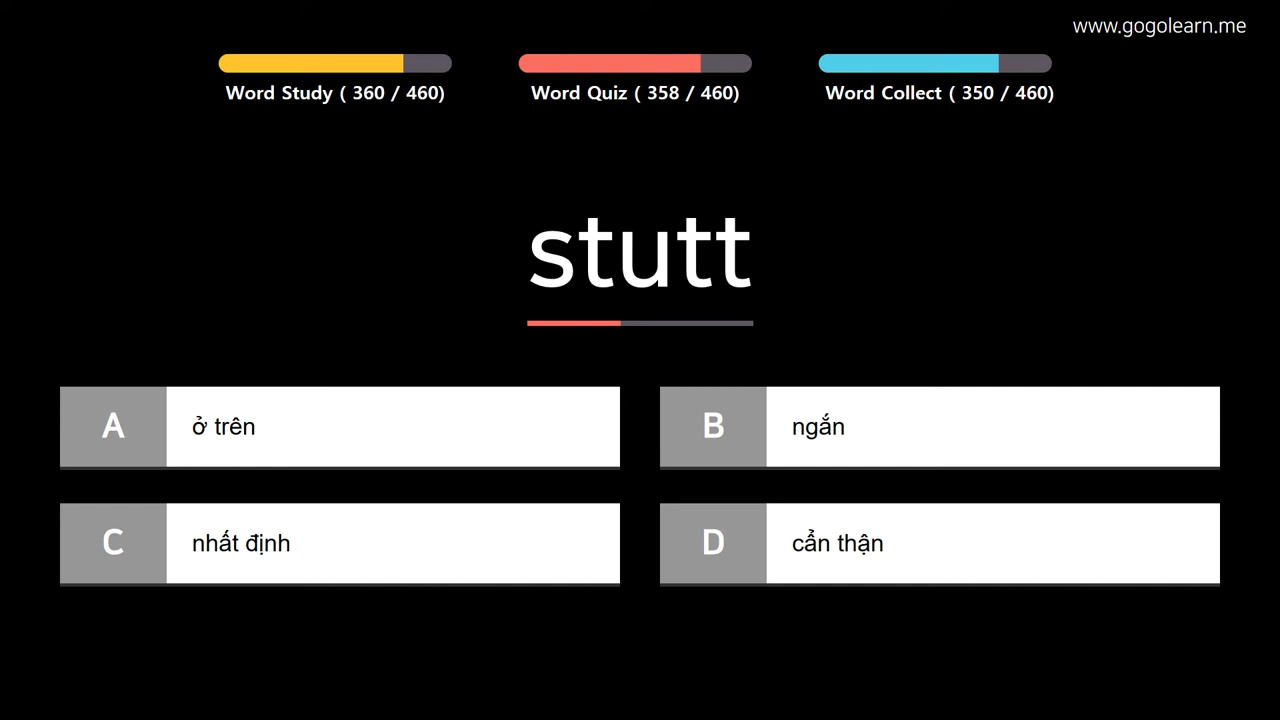 www.gogolearn.me
Word Study ( 360 / 460)
Word Quiz ( 358 / 460)
Word Collect ( 350 / 460)
stutt
A
ở trên
B
ngắn
C
nhất định
D
cẩn thận